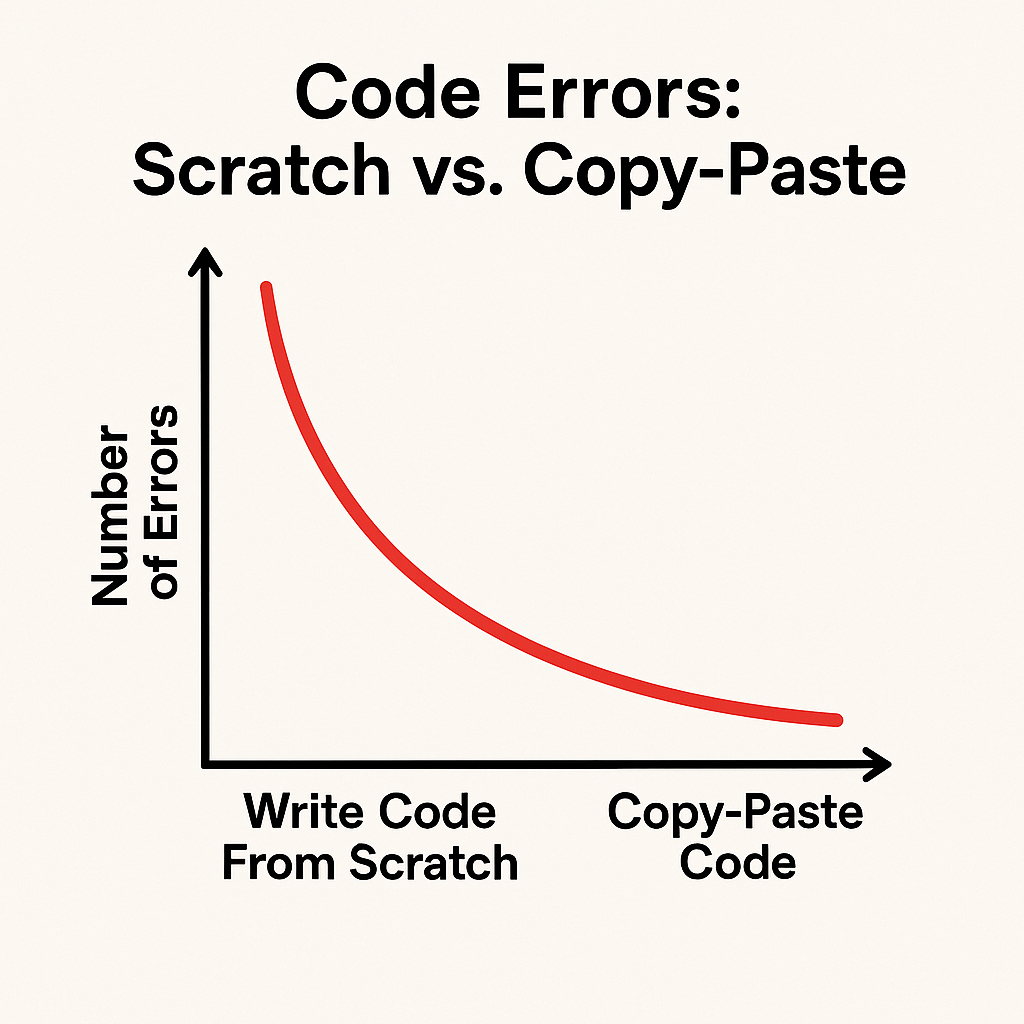 Code Errors:
Scratch vs. Copy-Paste
Number
of Errors
Write Code
From Scratch
Copy-Paste
Code